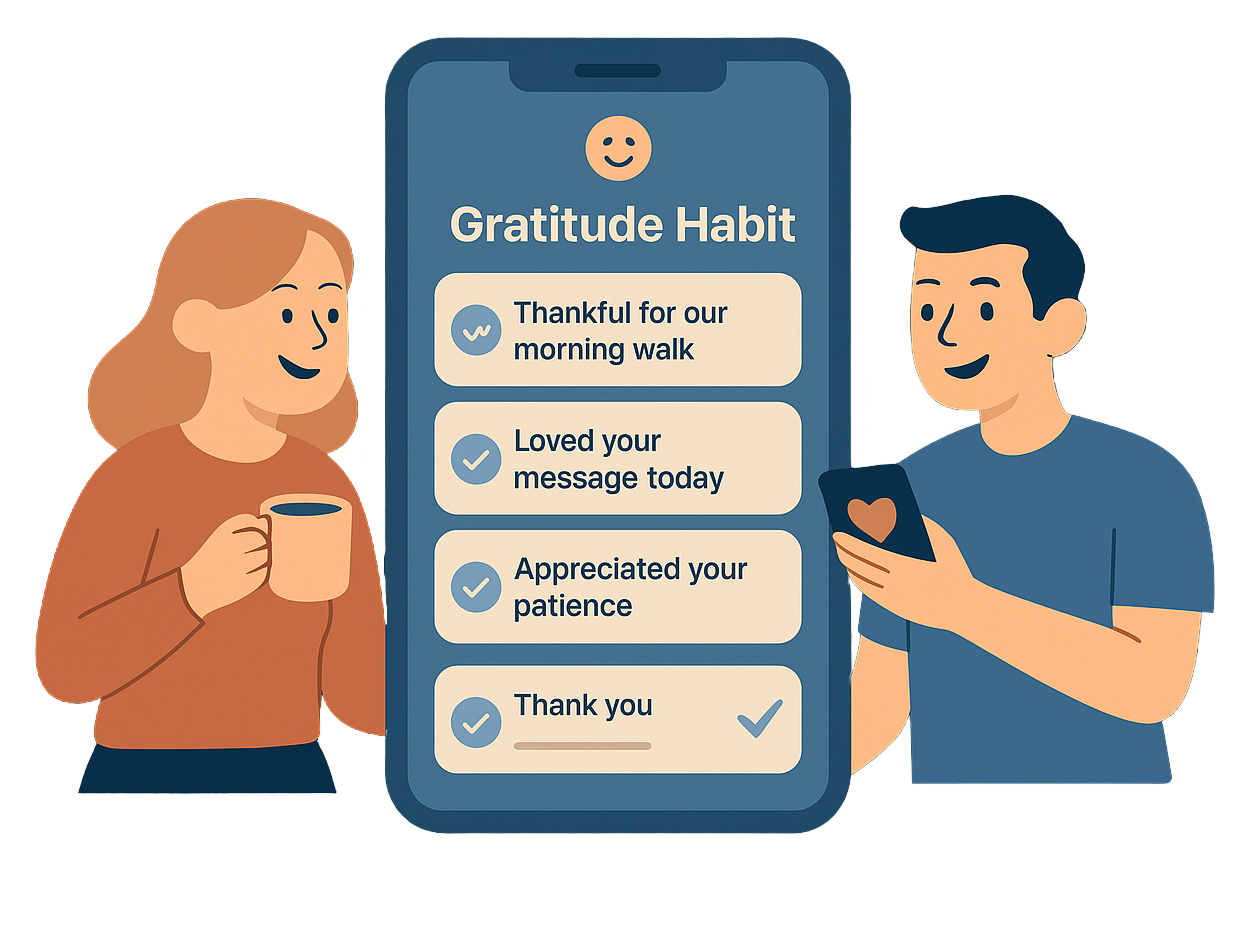 Gratitude Habit
Thankful for our
morning walk
Loved your
message today
Appreciated your
patience
Thank you